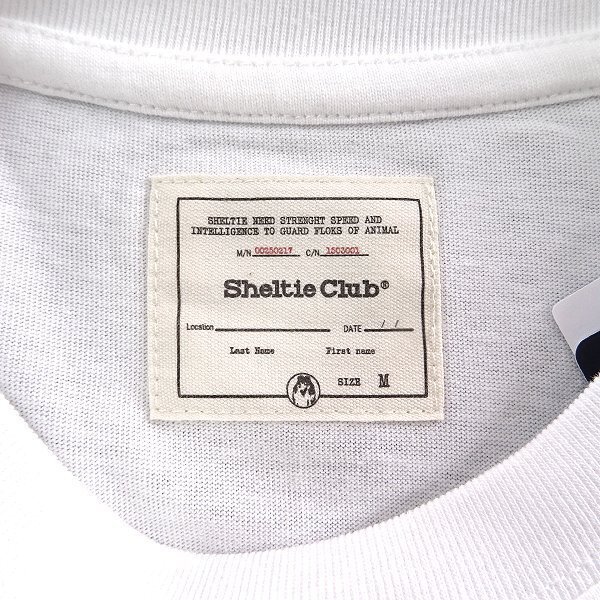 SHELTIE NEED STRENGHT SPEED AND
INTELLIGENCE TO GUARD FLOKS OF ANIMAL
M/N 00250217 C/N 1503001
Sheltie Club®
Location DATE / /
Last Name First name
SIZE M